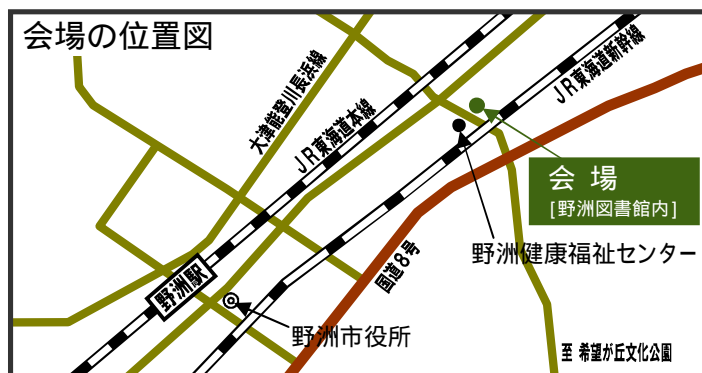 会場の位置図
大津能登川長浜線
JR東海道本線
JR東海道新幹線
会 場
[野洲図書館内]
野洲健康福祉センター
国道8号
野洲駅
野洲市役所
至 希望が丘文化公園